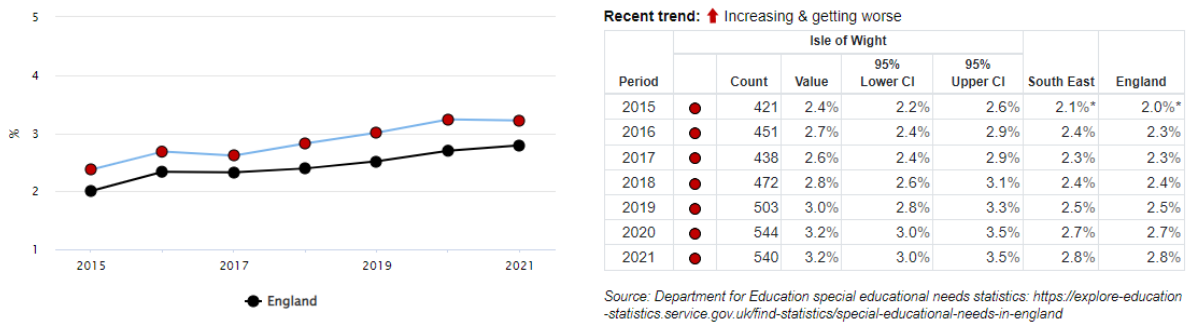 5
4
3
2
1
%
2015
2017
2019
2021
England
Recent trend: Increasing & getting worse
Isle of Wight
Period Count Value 95% Lower CI 95% Upper CI South East England
2015 421 2.4% 2.2% 2.6% 2.1%* 2.0%*
2016 451 2.7% 2.4% 2.9% 2.4% 2.3%
2017 438 2.6% 2.4% 2.9% 2.3% 2.3%
2018 472 2.8% 2.6% 3.1% 2.4% 2.4%
2019 503 3.0% 2.8% 3.3% 2.5% 2.5%
2020 544 3.2% 3.0% 3.5% 2.7% 2.7%
2021 540 3.2% 3.0% 3.5% 2.8% 2.8%
Source: Department for Education special educational needs statistics: https://explore-education
-statistics.service.gov.uk/find-statistics/special-educational-needs-in-england